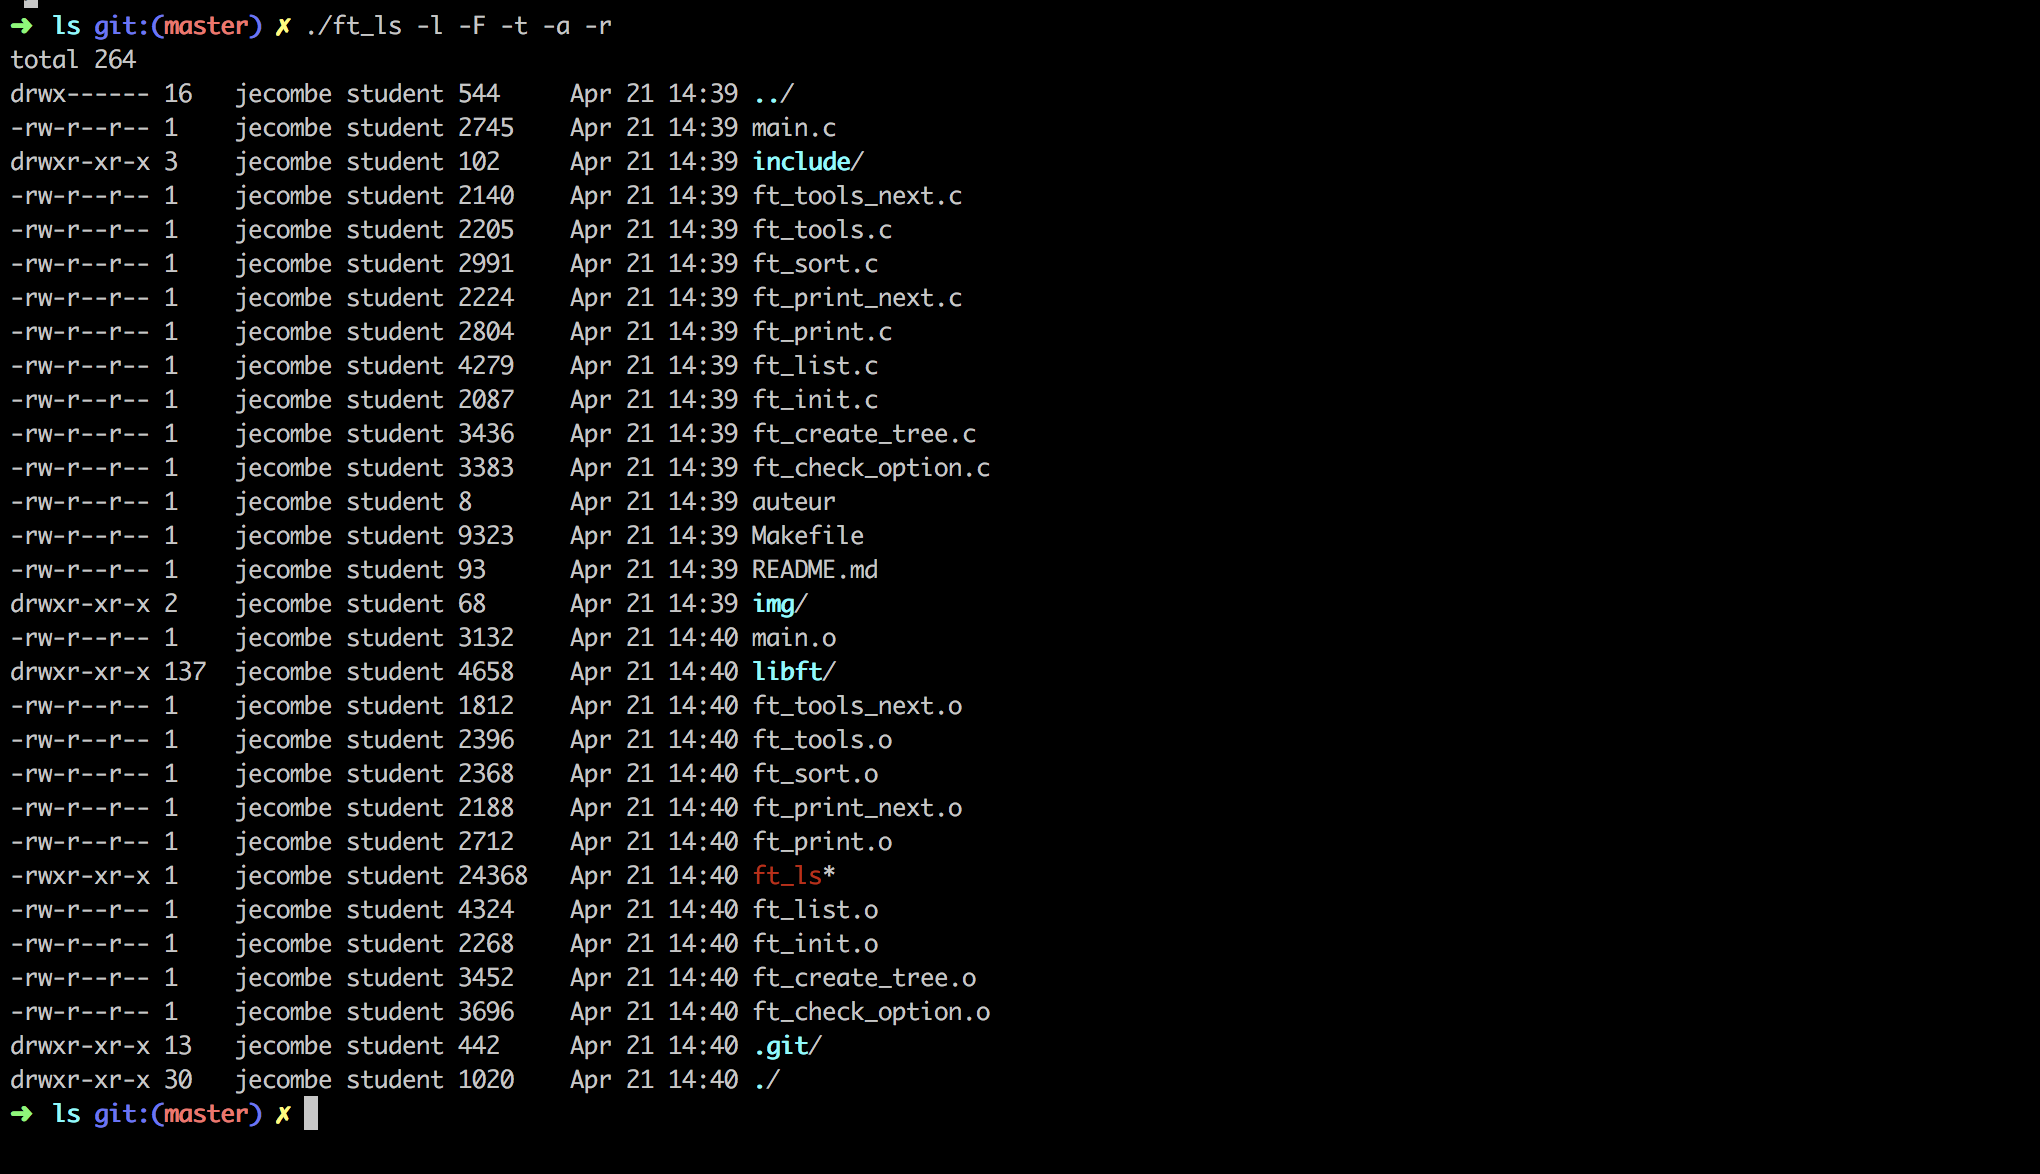 ➜  ls git:(master) ✗ ./ft_ls -l -F -t -a -r
total 264
drwx------ 16   jecombe student 544     Apr 21 14:39 ../
-rw-r--r-- 1    jecombe student 2745    Apr 21 14:39 main.c
drwxr-xr-x 3    jecombe student 102     Apr 21 14:39 include/
-rw-r--r-- 1    jecombe student 2140    Apr 21 14:39 ft_tools_next.c
-rw-r--r-- 1    jecombe student 2205    Apr 21 14:39 ft_tools.c
-rw-r--r-- 1    jecombe student 2991    Apr 21 14:39 ft_sort.c
-rw-r--r-- 1    jecombe student 2224    Apr 21 14:39 ft_print_next.c
-rw-r--r-- 1    jecombe student 2804    Apr 21 14:39 ft_print.c
-rw-r--r-- 1    jecombe student 4279    Apr 21 14:39 ft_list.c
-rw-r--r-- 1    jecombe student 2087    Apr 21 14:39 ft_init.c
-rw-r--r-- 1    jecombe student 3436    Apr 21 14:39 ft_create_tree.c
-rw-r--r-- 1    jecombe student 3383    Apr 21 14:39 ft_check_option.c
-rw-r--r-- 1    jecombe student 8       Apr 21 14:39 auteur
-rw-r--r-- 1    jecombe student 9323    Apr 21 14:39 Makefile
-rw-r--r-- 1    jecombe student 93      Apr 21 14:39 README.md
drwxr-xr-x 2    jecombe student 68      Apr 21 14:39 img/
-rw-r--r-- 1    jecombe student 3132    Apr 21 14:40 main.o
drwxr-xr-x 137  jecombe student 4658    Apr 21 14:40 libft/
-rw-r--r-- 1    jecombe student 1812    Apr 21 14:40 ft_tools_next.o
-rw-r--r-- 1    jecombe student 2396    Apr 21 14:40 ft_tools.o
-rw-r--r-- 1    jecombe student 2368    Apr 21 14:40 ft_sort.o
-rw-r--r-- 1    jecombe student 2188    Apr 21 14:40 ft_print_next.o
-rw-r--r-- 1    jecombe student 2712    Apr 21 14:40 ft_print.o
-rwxr-xr-x 1    jecombe student 24368   Apr 21 14:40 ft_ls*
-rw-r--r-- 1    jecombe student 4324    Apr 21 14:40 ft_list.o
-rw-r--r-- 1    jecombe student 2268    Apr 21 14:40 ft_init.o
-rw-r--r-- 1    jecombe student 3452    Apr 21 14:40 ft_create_tree.o
-rw-r--r-- 1    jecombe student 3696    Apr 21 14:40 ft_check_option.o
drwxr-xr-x 13   jecombe student 442     Apr 21 14:40 .git/
drwxr-xr-x 30   jecombe student 1020    Apr 21 14:40 ./
➜  ls git:(master) ✗